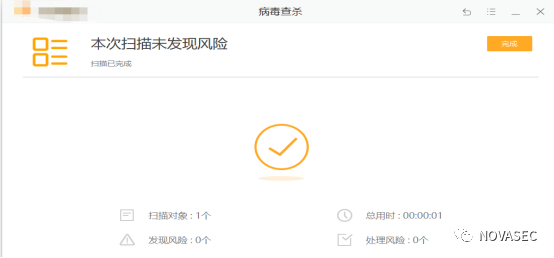 病毒查杀
本次扫描未发现风险
完成
扫描已完成
扫描对象 : 1个
总用时 : 00:00:01
发现风险 : 0个
处理风险 : 0个
NOVASEC